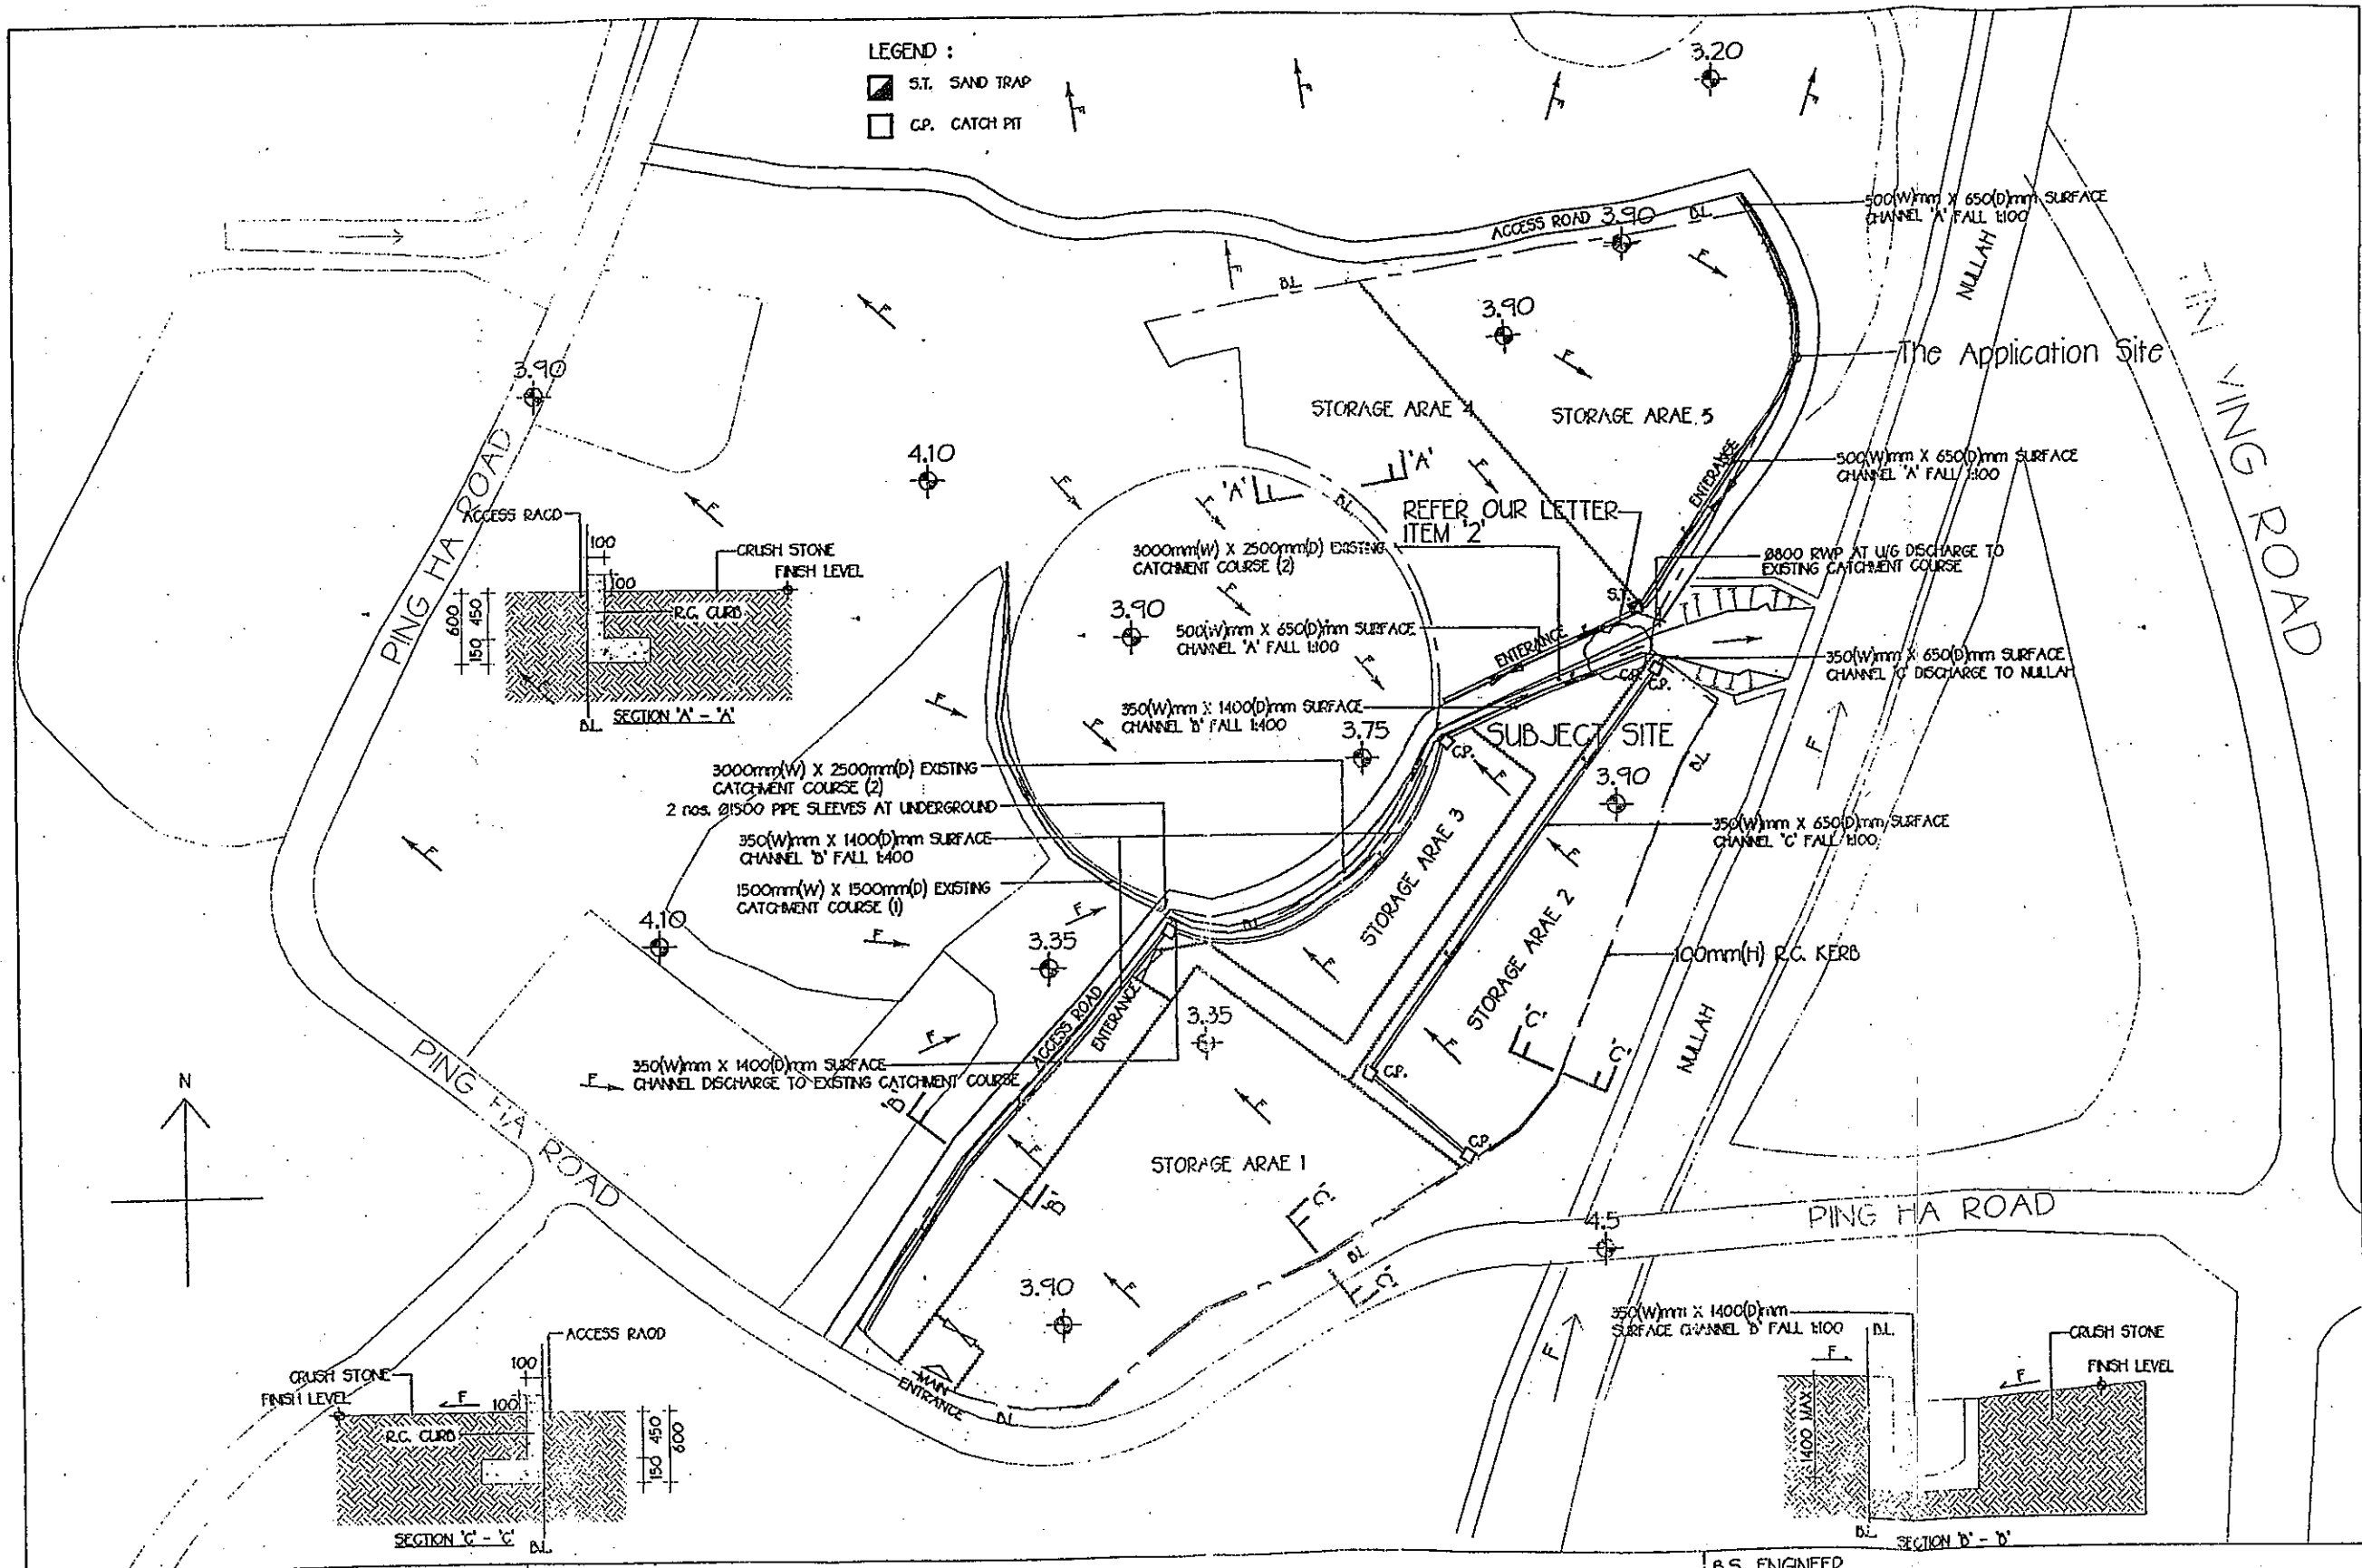 LEGEND :
S.T. SAND TRAP
C.P. CATCH PIT
3.20
500(W)mm X 650(D)mm SURFACE
CHANNEL 'A' FALL 1:100
NULLAH
ACCESS ROAD
3.90
B.L.
B.L.
3.90
The Application Site
3.90
STORAGE ARAE 4
STORAGE ARAE 5
PING HA ROAD
4.10
'A'
'A'
B.L.
ENTERANSE
500(W)mm X 650(D)mm SURFACE
CHANNEL 'A' FALL 1:100
VING ROAD
REFER OUR LETTER
ITEM '2'
ACCESS RAOD
100
100
CRUSH STONE
FINISH LEVEL
R.C. CURB
600
150 450
B.L.
SECTION 'A' - 'A'
3000mm(W) X 2500mm(D) EXISTING
CATCHMENT COURSE (2)
Ø800 RWP AT U/G DISCHARGE TO
EXISTING CATCHMENT COURSE
S.T.
3.90
500(W)mm X 650(D)mm SURFACE
CHANNEL 'A' FALL 1:100
ENTERANCE
350(W)mm X 650(D)mm SURFACE
CHANNEL 'C' DISCHARGE TO NULLAH
C.P.
C.P.
350(W)mm X 1400(D)mm SURFACE
CHANNEL 'B' FALL 1:400
3.75
SUBJECT SITE
C.P.
B.L.
3.90
3000mm(W) X 2500mm(D) EXISTING
CATCHMENT COURSE (2)
2 nos. Ø1500 PIPE SLEEVES AT UNDERGROUND
350(W)mm X 1400(D)mm SURFACE
CHANNEL 'B' FALL 1:400
350(W)mm X 650(D)mm SURFACE
CHANNEL 'C' FALL 1:100
1500mm(W) X 1500mm(D) EXISTING
CATCHMENT COURSE (1)
STORAGE ARAE 3
STORAGE ARAE 2
4.10
B.L.
3.35
100mm(H) R.C. KERB
ACCESS ROAD
ENTERANCE
3.35
'C'
'C'
NULLAH
350(W)mm X 1400(D)mm SURFACE
CHANNEL DISCHARGE TO EXISTING CATCHMENT COURSE
C.P.
PING HA ROAD
N
'B'
'B'
C.P.
STORAGE ARAE 1
'C'
'C'
B.L.
PING HA ROAD
4.5
3.90
MAIN
ENTRANCE
B.L.
ACCESS RAOD
100
100
CRUSH STONE
FINISH LEVEL
F
R.C. CURB
150 450
600
SECTION 'C' - 'C'
B.L.
350(W)mm X 1400(D)mm
SURFACE CHANNEL 'B' FALL 1:100
B.L.
F
F
CRUSH STONE
FINISH LEVEL
1400 MAX
B.L.
SECTION 'B' - 'B'